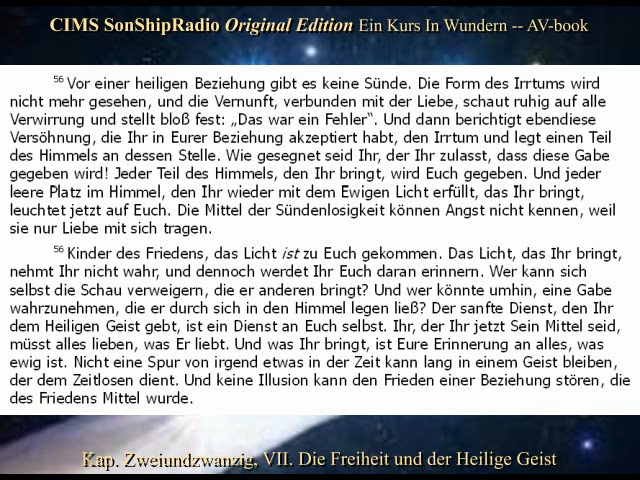 CIMS SonShipRadio Original Edition Ein Kurs In Wundern -- AV-book
56 Vor einer heiligen Beziehung gibt es keine Sünde. Die Form des Irrtums wird
nicht mehr gesehen, und die Vernunft, verbunden mit der Liebe, schaut ruhig auf alle
Verwirrung und stellt bloß fest: „Das war ein Fehler“. Und dann berichtigt ebendiese
Versöhnung, die Ihr in Eurer Beziehung akzeptiert habt, den Irrtum und legt einen Teil
des Himmels an dessen Stelle. Wie gesegnet seid Ihr, der Ihr zulasst, dass diese Gabe
gegeben wird! Jeder Teil des Himmels, den Ihr bringt, wird Euch gegeben. Und jeder
leere Platz im Himmel, den Ihr wieder mit dem Ewigen Licht erfüllt, das Ihr bringt,
leuchtet jetzt auf Euch. Die Mittel der Sündenlosigkeit können Angst nicht kennen, weil
sie nur Liebe mit sich tragen.
56 Kinder des Friedens, das Licht ist zu Euch gekommen. Das Licht, das Ihr bringt,
nehmt Ihr nicht wahr, und dennoch werdet Ihr Euch daran erinnern. Wer kann sich
selbst die Schau verweigern, die er anderen bringt? Und wer könnte umhin, eine Gabe
wahrzunehmen, die er durch sich in den Himmel legen ließ? Der sanfte Dienst, den Ihr
dem Heiligen Geist gebt, ist ein Dienst an Euch selbst. Ihr, der Ihr jetzt Sein Mittel seid,
müsst alles lieben, was Er liebt. Und was Ihr bringt, ist Eure Erinnerung an alles, was
ewig ist. Nicht eine Spur von irgend etwas in der Zeit kann lang in einem Geist bleiben,
der dem Zeitlosen dient. Und keine Illusion kann den Frieden einer Beziehung stören, die
des Friedens Mittel wurde.
Kap. Zweiundzwanzig, VII. Die Freiheit und der Heilige Geist